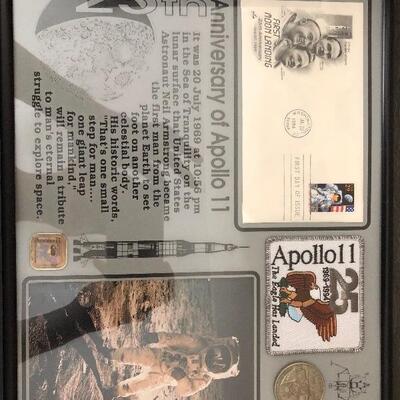 25th
Anniversary of Apollo 11
It was 20 July 1969 at 10:56 pm
in the Sea of Tranquility on the
lunar surface that United States
Astronaut Neil Armstrong became
the first man from the
planet Earth to set
foot on another
celestial body.
His historic words,
"That's one small
step for man....
one giant leap
for mankind."
will remain a tribute
to man's eternal
struggle to explore space.
FIRST
MOON LANDING
FIRST DAY OF ISSUE
Apollo11
25
1969-1994
The Eagle Has Landed